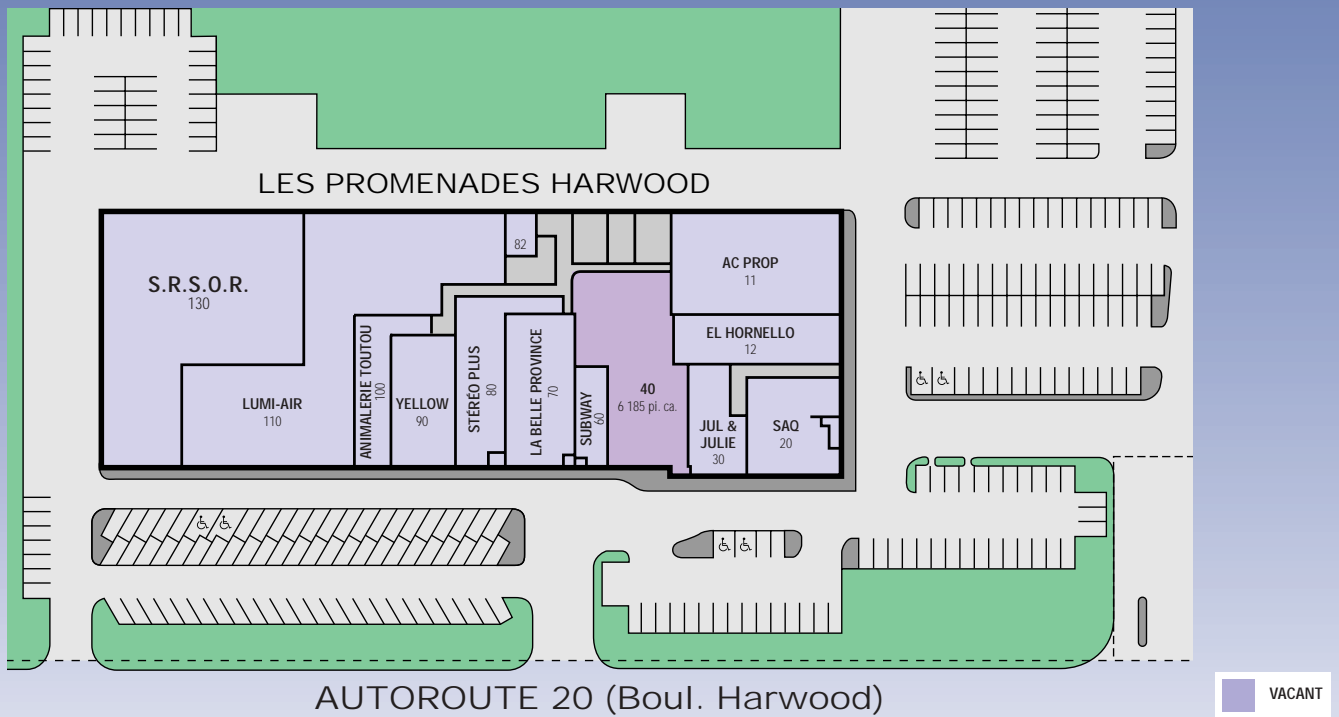 LES PROMENADES HARWOOD
S.R.S.O.R.
130
LUMI-AIR
110
ANIMALERIE TOUTOU
100
YELLOW
90
STÉRÉO PLUS
80
82
LA BELLE PROVINCE
70
SUBWAY
60
40
6 185 pi. ca.
AC PROP
11
EL HORNELLO
12
JUL &
JULIE
30
SAQ
20
AUTOROUTE 20 (Boul. Harwood)
VACANT